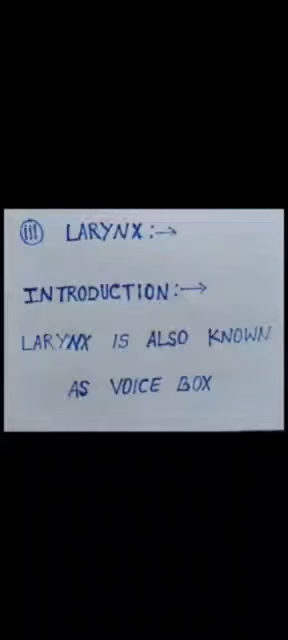 (iii) LARYNX :→
INTRODUCTION :→
LARYNX IS ALSO KNOWN
AS VOICE BOX